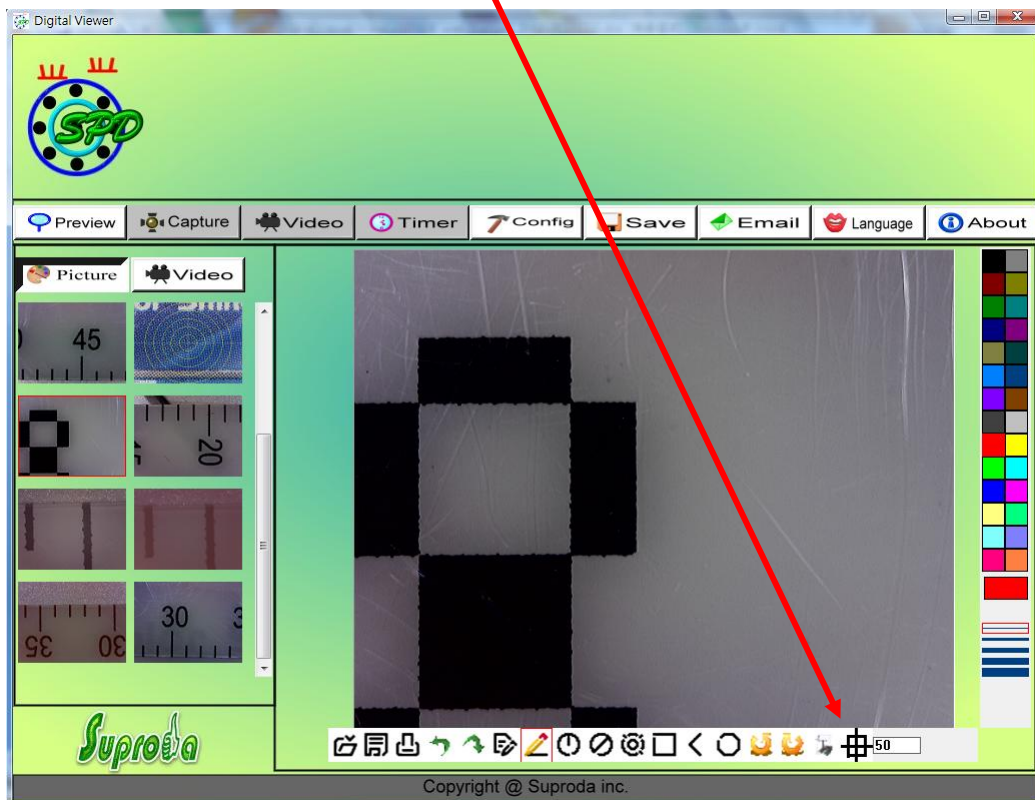 Digital Viewer
SPD
Preview
Capture
Video
Timer
Config
Save
Email
Language
About
Picture
Video
45
20
35
30
30
3
50
Suproda
Copyright @ Suproda inc.